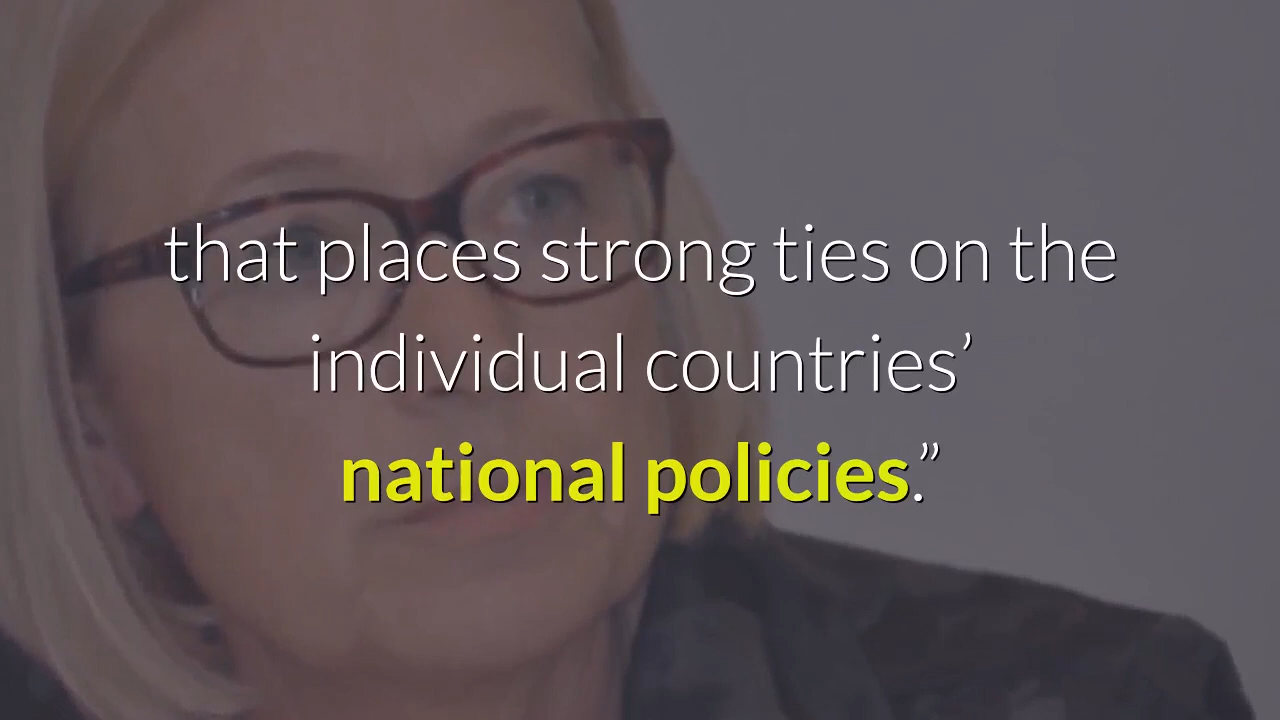 that places strong ties on the
individual countries’
national policies.”